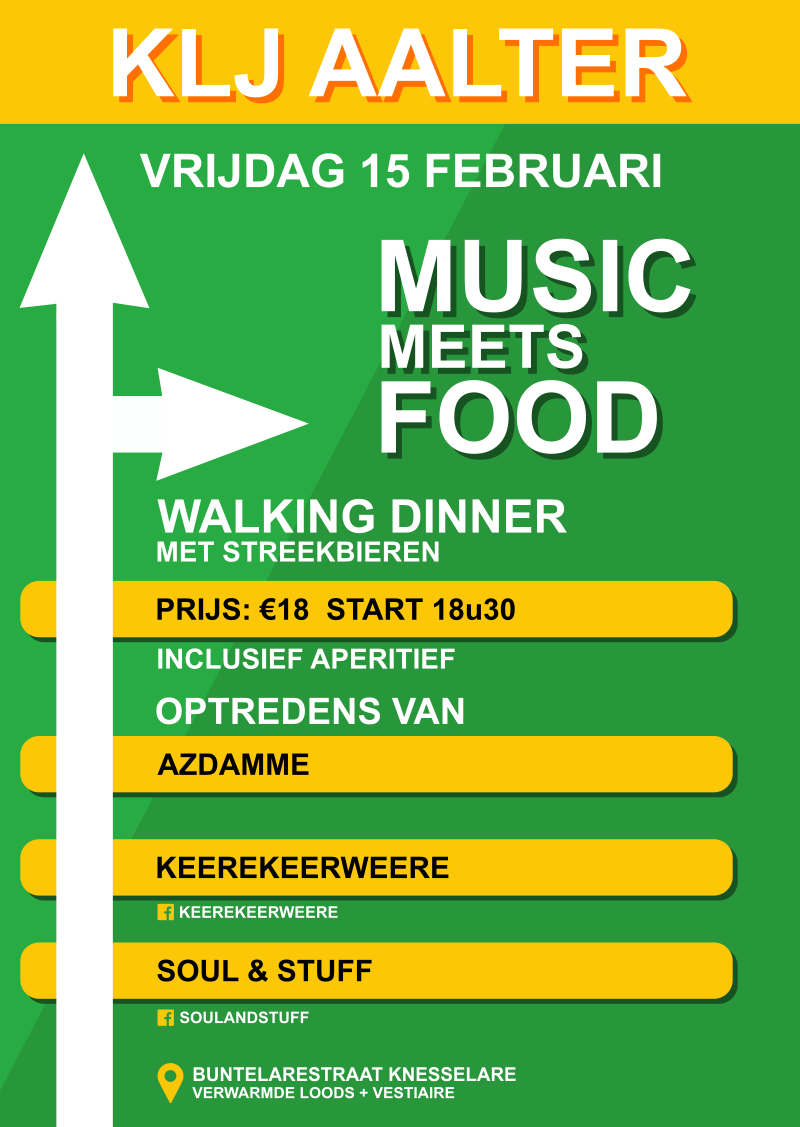 KLJ AALTER
VRIJDAG 15 FEBRUARI
MUSIC
MEETS
FOOD
WALKING DINNER
MET STREEKBIEREN
PRIJS: €18 START 18u30
INCLUSIEF APERITIEF
OPTREDENS VAN
AZDAMME
KEEREKEERWEERE
KEEREKEERWEERE
SOUL & STUFF
SOULANDSTUFF
BUNTELARESTRAAT KNESSELARE
VERWARMDE LOODS + VESTIAIRE